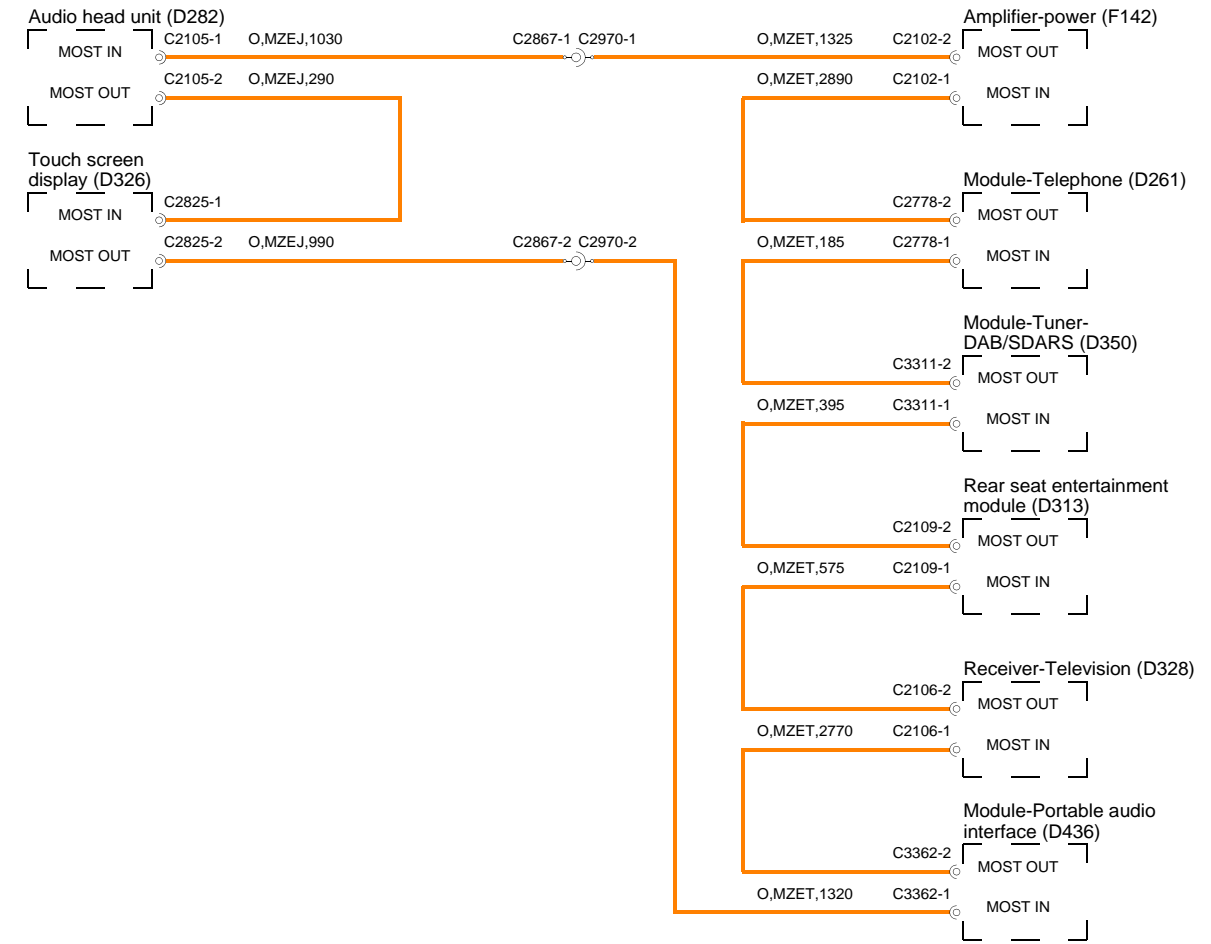 Audio head unit (D282)
MOST IN
C2105-1 O,MZEJ,1030
C2867-1 C2970-1
MOST OUT
C2105-2 O,MZEJ,290
Touch screen
display (D326)
MOST IN
C2825-1
MOST OUT
C2825-2 O,MZEJ,990
C2867-2 C2970-2
Amplifier-power (F142)
O,MZET,1325 C2102-2
MOST OUT
O,MZET,2890 C2102-1
MOST IN
Module-Telephone (D261)
C2778-2
MOST OUT
O,MZET,185 C2778-1
MOST IN
Module-Tuner-
DAB/SDARS (D350)
C3311-2
MOST OUT
O,MZET,395 C3311-1
MOST IN
Rear seat entertainment
module (D313)
C2109-2
MOST OUT
O,MZET,575 C2109-1
MOST IN
Receiver-Television (D328)
C2106-2
MOST OUT
O,MZET,2770 C2106-1
MOST IN
Module-Portable audio
interface (D436)
C3362-2
MOST OUT
O,MZET,1320 C3362-1
MOST IN